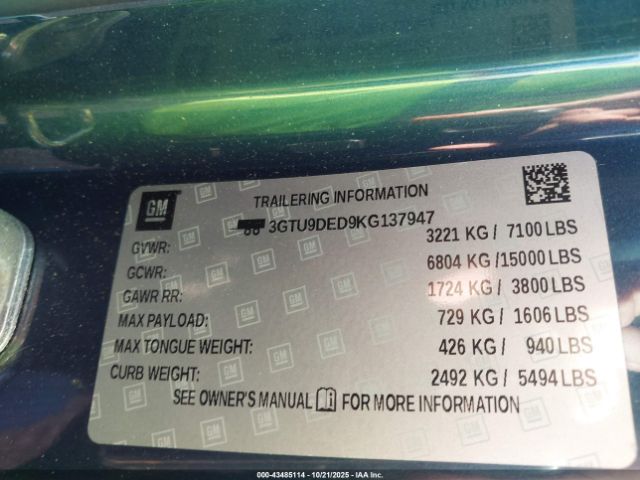 GM
TRAILERING INFORMATION
3GTU9DED9KG137947
GVWR: 3221 KG / 7100 LBS
GCWR: 6804 KG /15000 LBS
GAWR RR: 1724 KG / 3800 LBS
MAX PAYLOAD: 729 KG / 1606 LBS
MAX TONGUE WEIGHT: 426 KG / 940 LBS
CURB WEIGHT: 2492 KG / 5494 LBS
SEE OWNER'S MANUAL FOR MORE INFORMATION
000-43485114 - 10/21/2025 - IAAI.COM